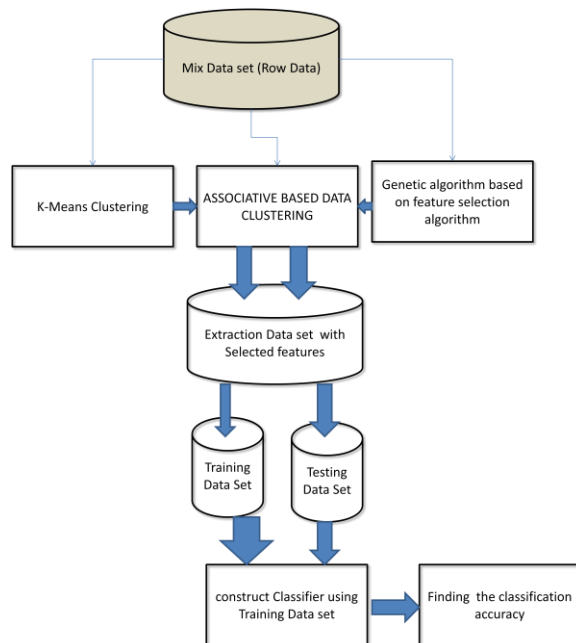 Mix Data set (Row Data)
K-Means Clustering
ASSOCIATIVE BASED DATA
CLUSTERING
Genetic algorithm based
on feature selection
algorithm
Extraction Data set with
Selected features
Training
Data Set
Testing
Data Set
construct Classifier using
Training Data set
Finding the classification
accuracy